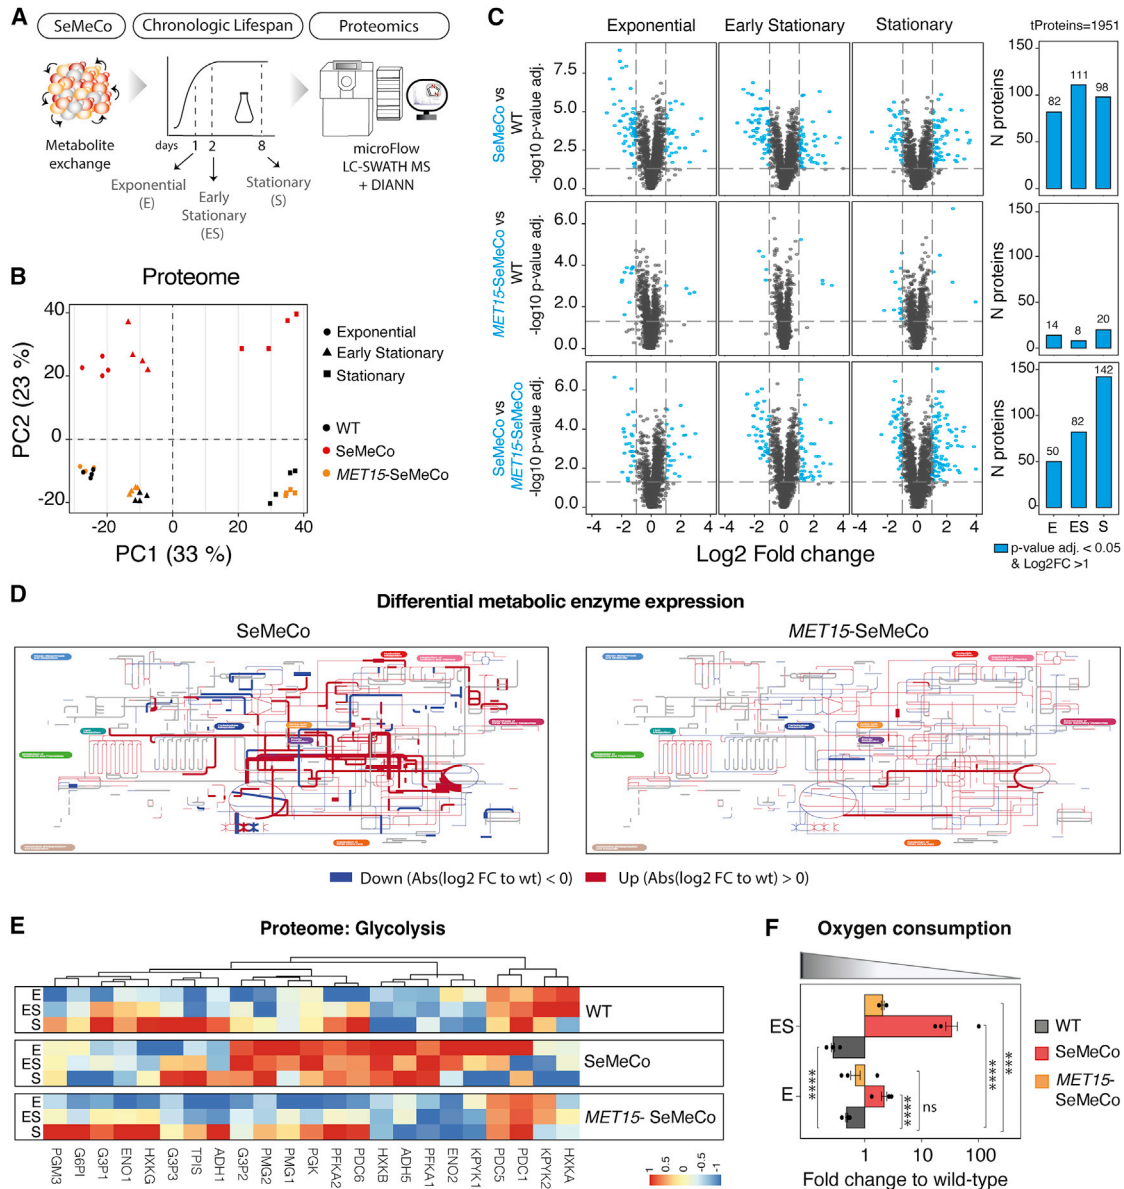 A
SeMeCo
Chronologic Lifespan
Proteomics
Metabolite
exchange
days
1
2
8
Exponential
(E)
Early
Stationary
(ES)
Stationary
(S)
microFlow
LC-SWATH MS
+ DIANN
B
Proteome
PC2 (23 %)
40
20
0
-20
-20
0
20
40
PC1 (33 %)
Exponential
Early Stationary
Stationary
WT
SeMeCo
MET15-SeMeCo
C
Exponential
Early Stationary
Stationary
tProteins=1951
SeMeCo vs
WT
-log10 p-value adj.
7.5
5.0
2.5
0.0
N proteins
150
100
50
0
82
111
98
MET15-SeMeCo vs
WT
-log10 p-value adj.
6.0
4.0
2.0
0.0
N proteins
150
100
50
0
14
8
20
SeMeCo vs
MET15-SeMeCo
-log10 p-value adj.
6.0
4.0
2.0
0.0
N proteins
150
100
50
0
50
82
142
-4 -2 0 2 4
-4 -2 0 2 4
-4 -2 0 2 4
E ES S
Log2 Fold change
p-value adj. < 0.05
& Log2FC >1
D
Differential metabolic enzyme expression
SeMeCo
MET15-SeMeCo
Down (Abs(log2 FC to wt) < 0)
Up (Abs(log2 FC to wt) > 0)
E
Proteome: Glycolysis
E
ES
S
WT
E
ES
S
SeMeCo
E
ES
S
MET15- SeMeCo
PGM3
G6PI
G3P1
ENO1
HXKG
G3P3
TPIS
ADH1
G3P2
PMG2
PMG1
PGK
PFKA2
PDC6
HXKB
ADH5
PFKA1
ENO2
KPYK1
PDC5
PDC1
KPYK2
HXKA
1
0.5
0
-0.5
-1
F
Oxygen consumption
ES
E
****
****
ns
****
***
1
10
100
Fold change to wild-type
WT
SeMeCo
MET15-
SeMeCo